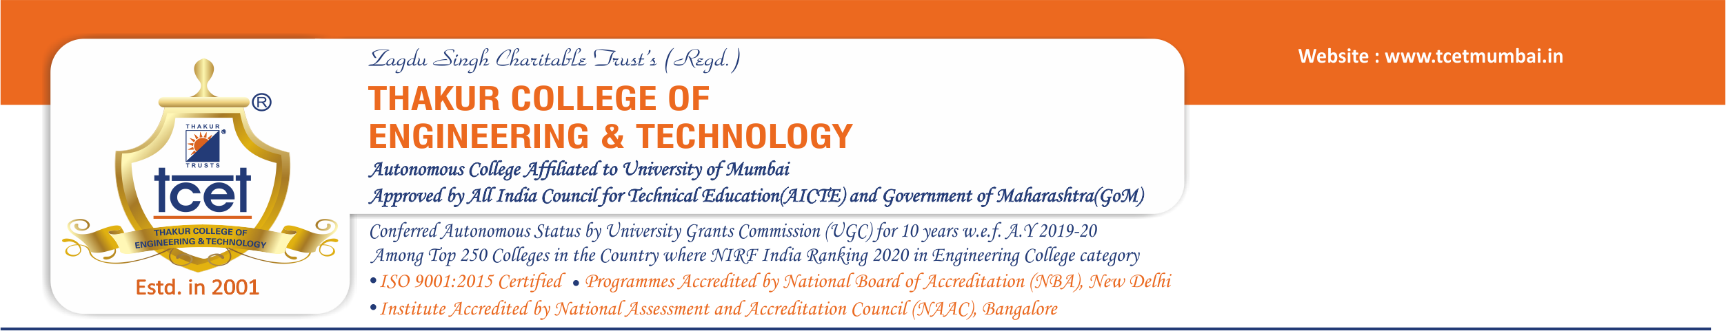 Zagdu Singh Charitable Trust's (Regd.)
THAKUR COLLEGE OF
ENGINEERING & TECHNOLOGY
Autonomous College Affiliated to University of Mumbai
Approved by All India Council for Technical Education(AICTE) and Government of Maharashtra(GoM)
Conferred Autonomous Status by University Grants Commission (UGC) for 10 years w.e.f. A.Y 2019-20
Among Top 250 Colleges in the Country where NIRF India Ranking 2020 in Engineering College category
• ISO 9001:2015 Certified • Programmes Accredited by National Board of Accreditation (NBA), New Delhi
• Institute Accredited by National Assessment and Accreditation Council (NAAC), Bangalore
Website : www.tcetmumbai.in
®
THAKUR
®
TRUSTS
tcet
THAKUR COLLEGE OF
ENGINEERING & TECHNOLOGY
Estd. in 2001